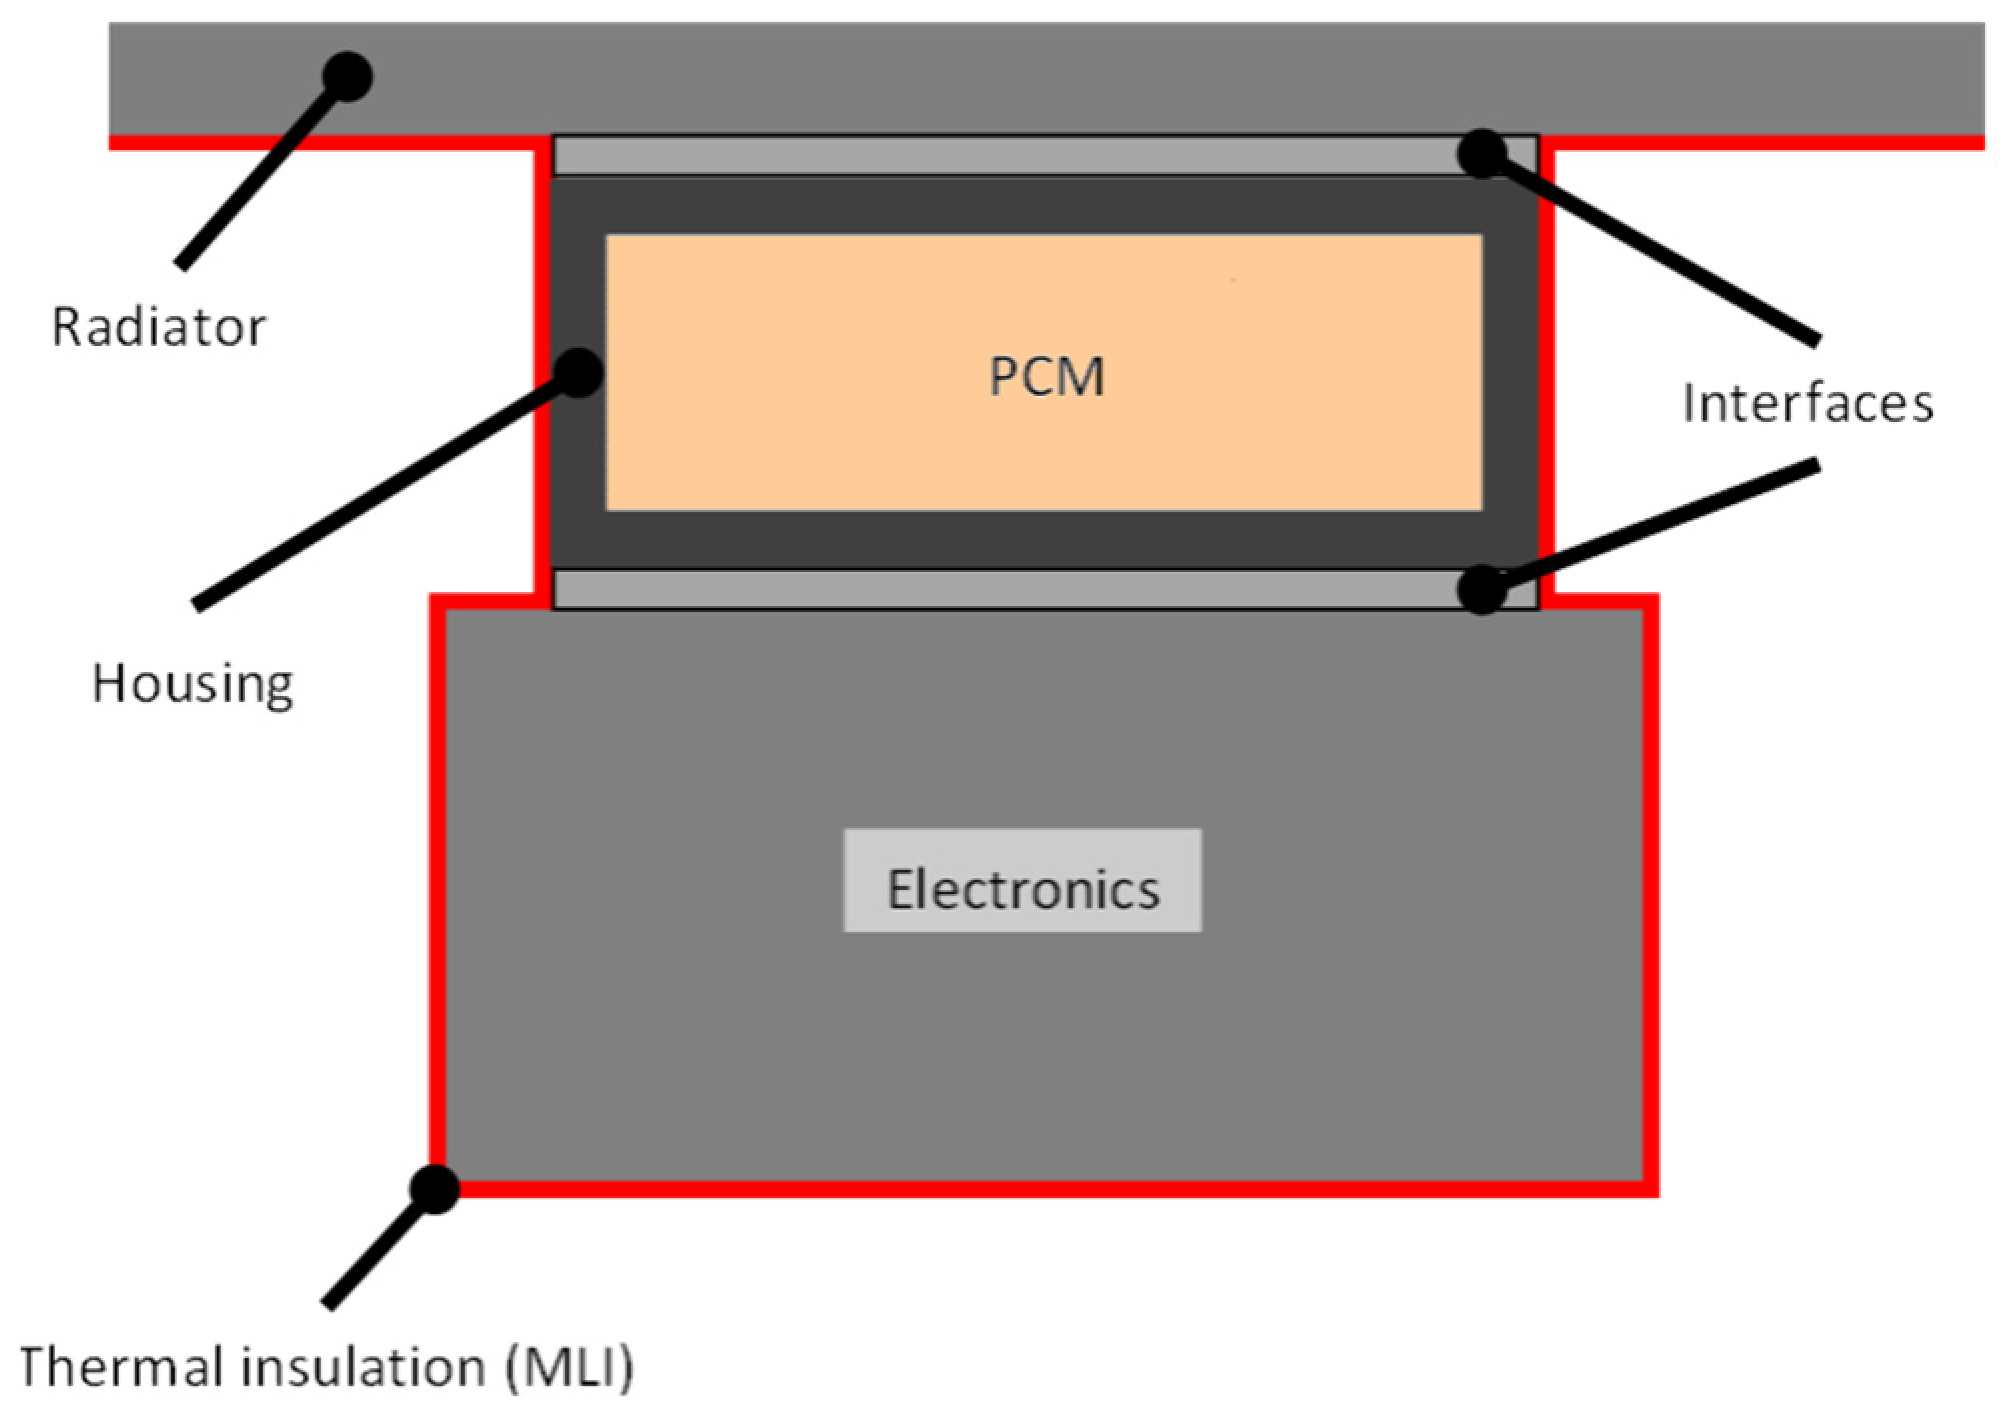 Radiator
PCM
Interfaces
Housing
Electronics
Thermal insulation (MLI)